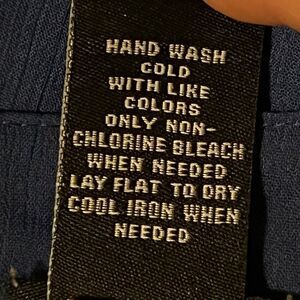 HAND WASH
COLD
WITH LIKE
COLORS
ONLY NON-
CHLORINE BLEACH
WHEN NEEDED
LAY FLAT TO DRY
COOL IRON WHEN
NEEDED